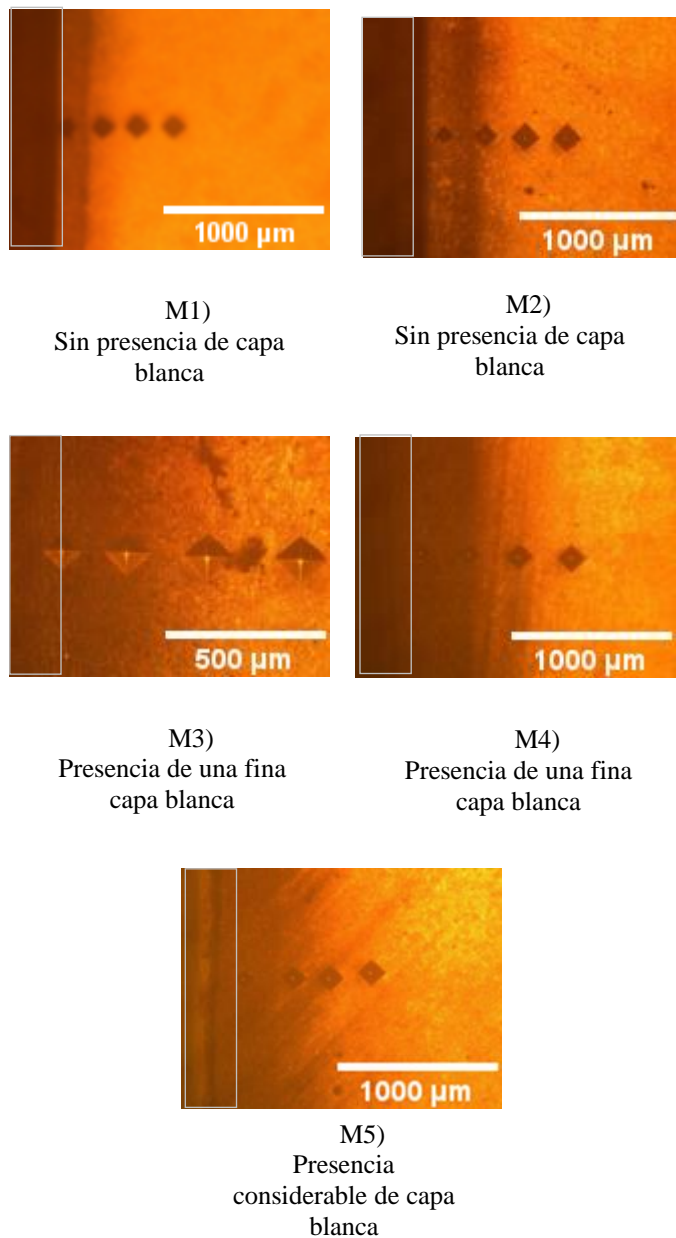 1000 µm
1000 µm
M1)
Sin presencia de capa
blanca
M2)
Sin presencia de capa
blanca
500 µm
1000 µm
M3)
Presencia de una fina
capa blanca
M4)
Presencia de una fina
capa blanca
1000 µm
M5)
Presencia
considerable de capa
blanca